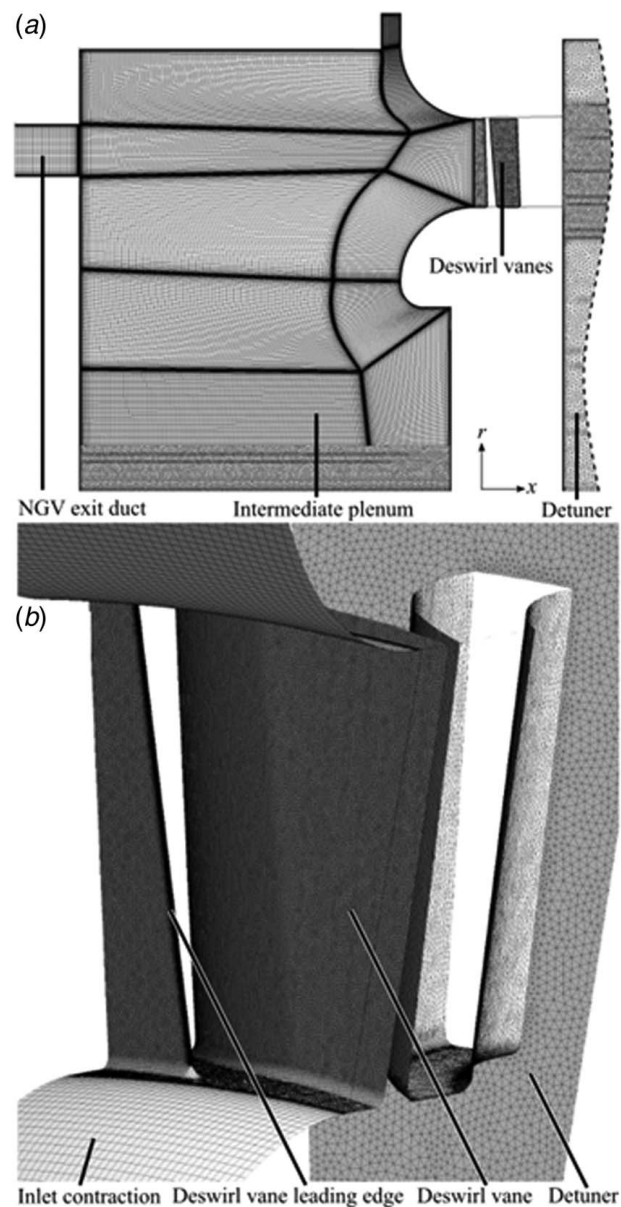 (a)
Deswirl vanes
r
x
NGV exit duct Intermediate plenum Detuner
(b)
Inlet contraction Deswirl vane leading edge Deswirl vane Detuner